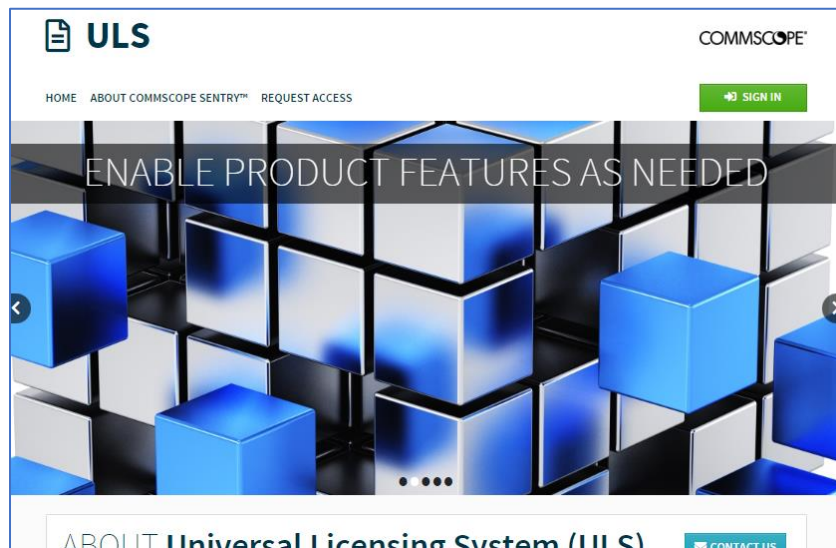 ULS
COMMSCOPE®
HOME ABOUT COMMSCOPE SENTRY™ REQUEST ACCESS
SIGN IN
ENABLE PRODUCT FEATURES AS NEEDED
ABOUT Universal Licensing System (ULS)
CONTACT US